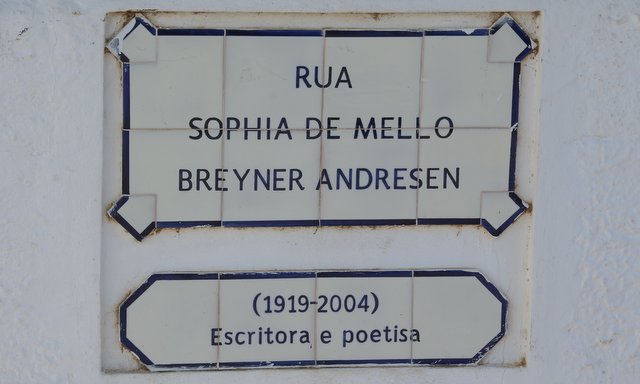 RUA
SOPHIA DE MELLO
BREYNER ANDRESEN
(1919-2004)
Escritora e poetisa